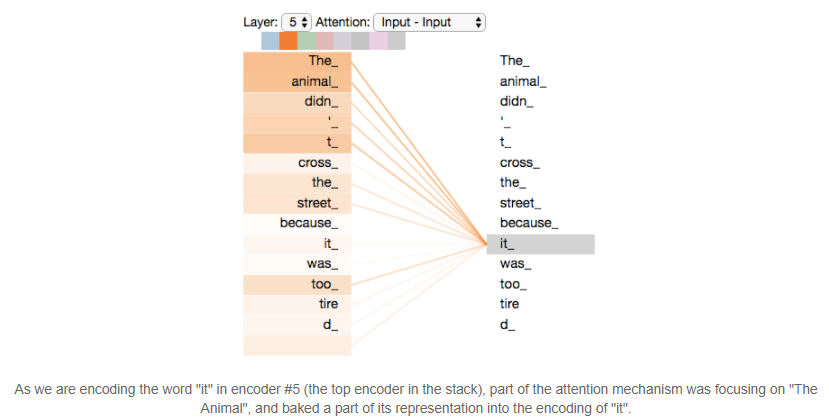 Layer: 5 Attention: Input - Input
The_ The_
animal_ animal_
didn_ didn_
'_ '_
t_ t_
cross_ cross_
the_ the_
street_ street_
because_ because_
it_ it_
was_ was_
too_ too_
tire tire
d_ d_
As we are encoding the word "it" in encoder #5 (the top encoder in the stack), part of the attention mechanism was focusing on "The
Animal", and baked a part of its representation into the encoding of "it".